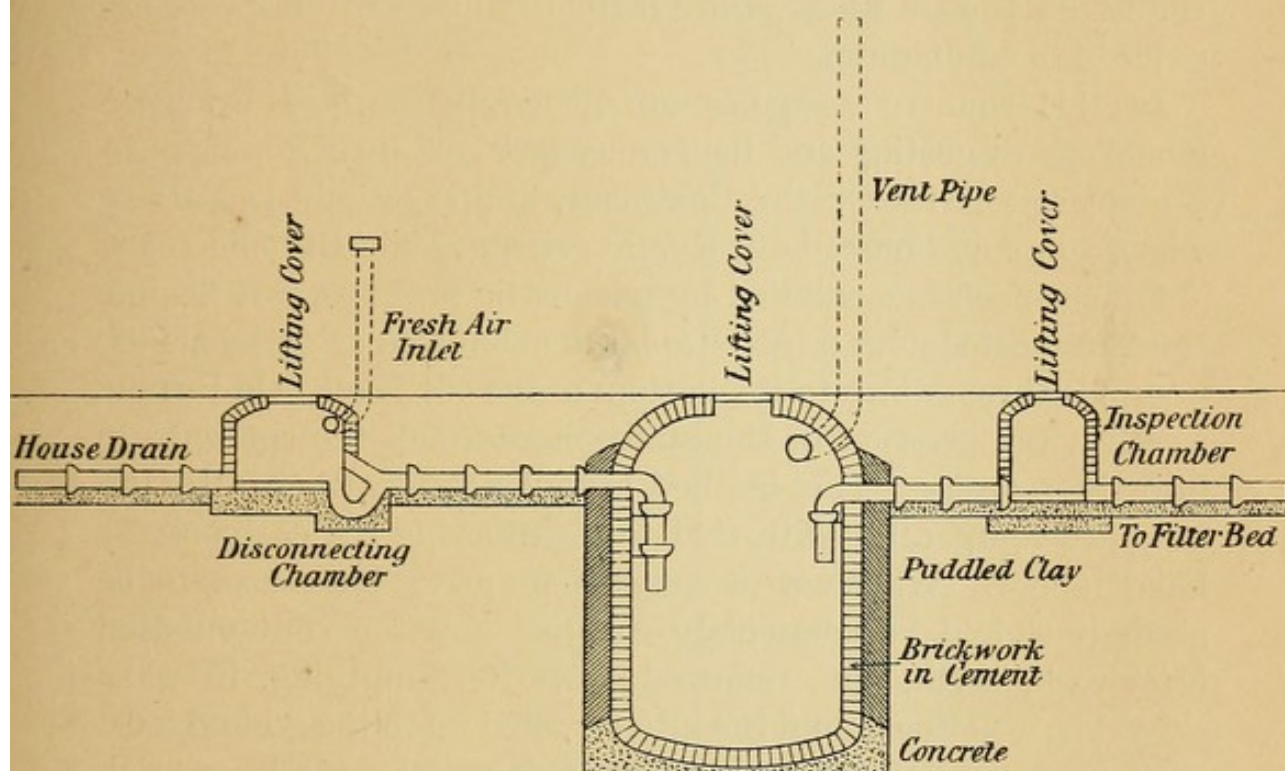 Vent Pipe
Lifting Cover
Lifting Cover
Lifting Cover
Fresh Air
Inlet
House Drain
Inspection
Chamber
Disconnecting
Chamber
To Filter Bed
Puddled Clay
Brickwork
in Cement
Concrete